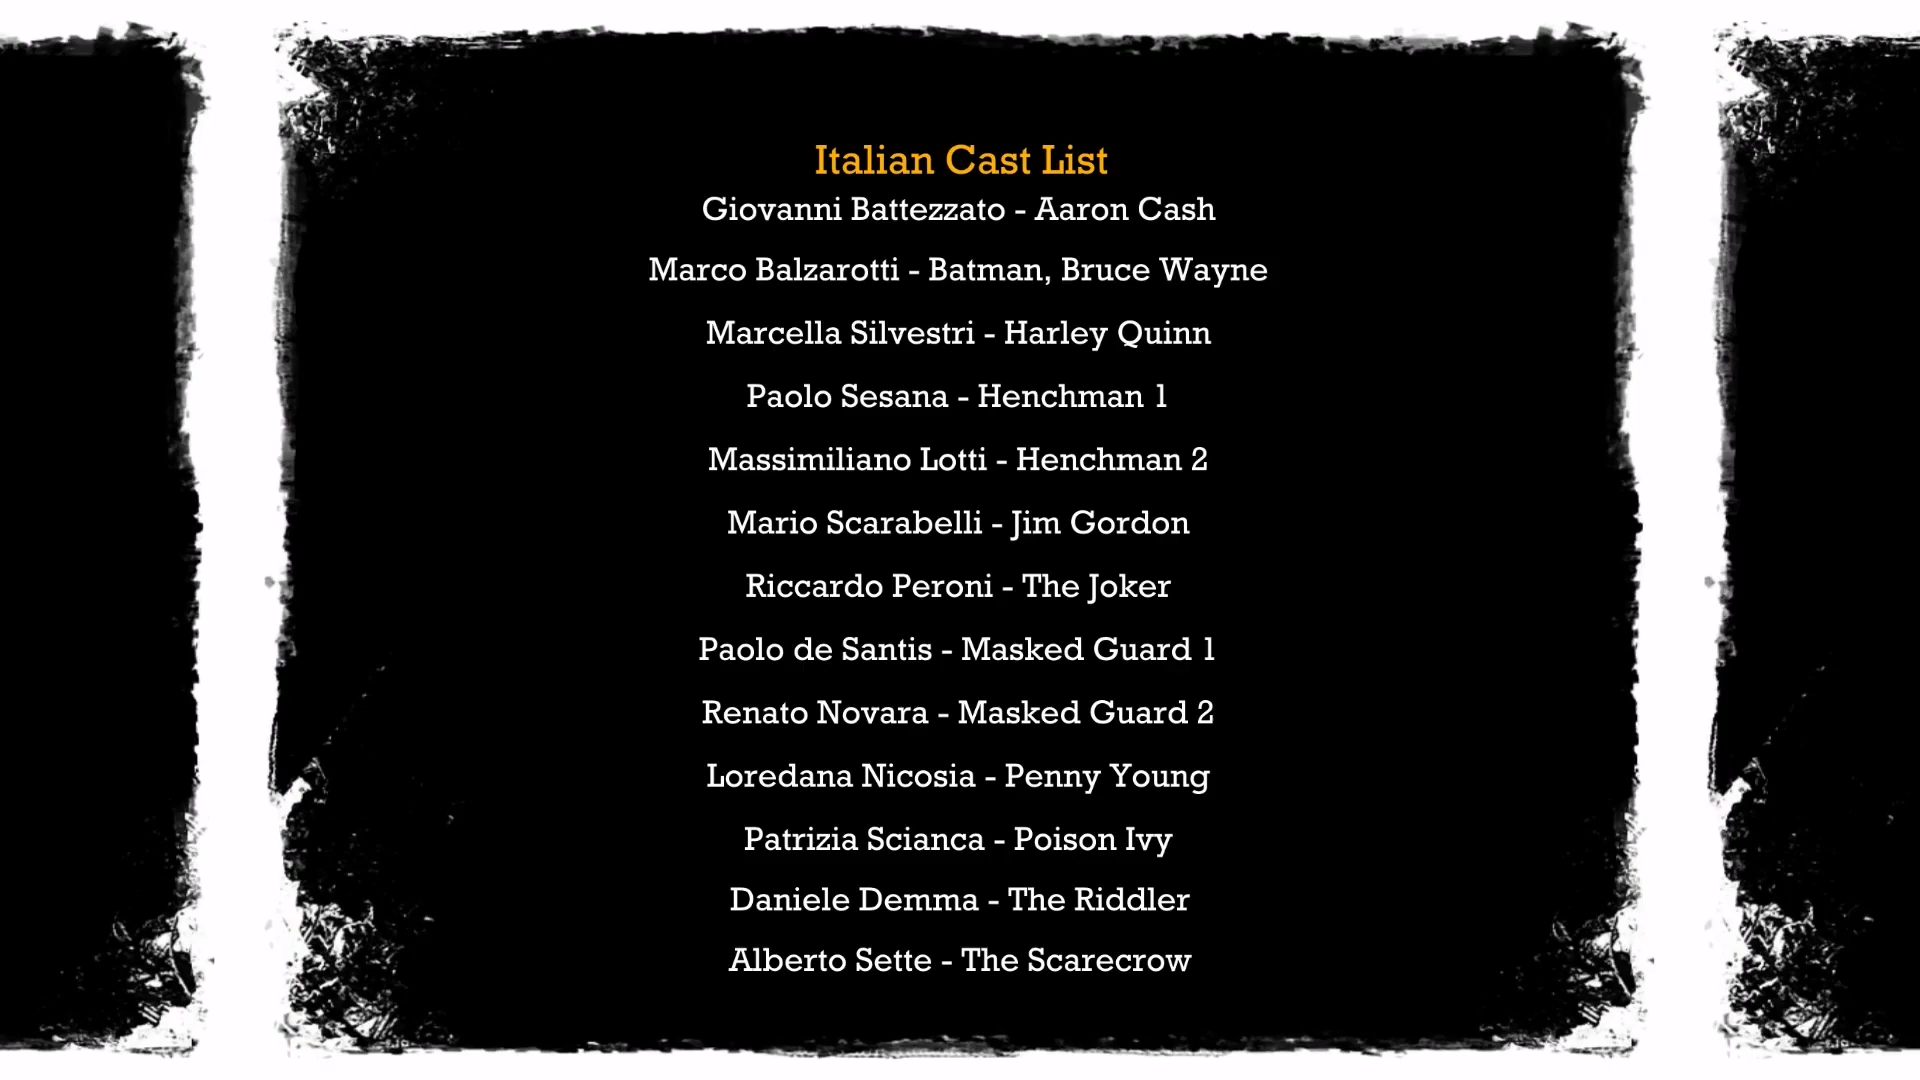 Italian Cast List
Giovanni Battezzato - Aaron Cash
Marco Balzarotti - Batman, Bruce Wayne
Marcella Silvestri - Harley Quinn
Paolo Sesana - Henchman 1
Massimiliano Lotti - Henchman 2
Mario Scarabelli - Jim Gordon
Riccardo Peroni - The Joker
Paolo de Santis - Masked Guard 1
Renato Novara - Masked Guard 2
Loredana Nicosia - Penny Young
Patrizia Scianca - Poison Ivy
Daniele Demma - The Riddler
Alberto Sette - The Scarecrow